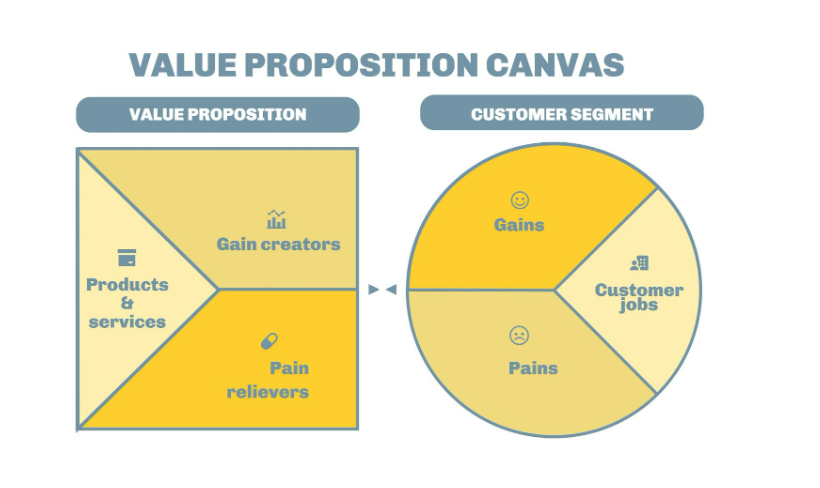 VALUE PROPOSITION CANVAS
VALUE PROPOSITION
CUSTOMER SEGMENT
Gain creators
Products
&
services
Pain
relievers
Gains
Customer
jobs
Pains